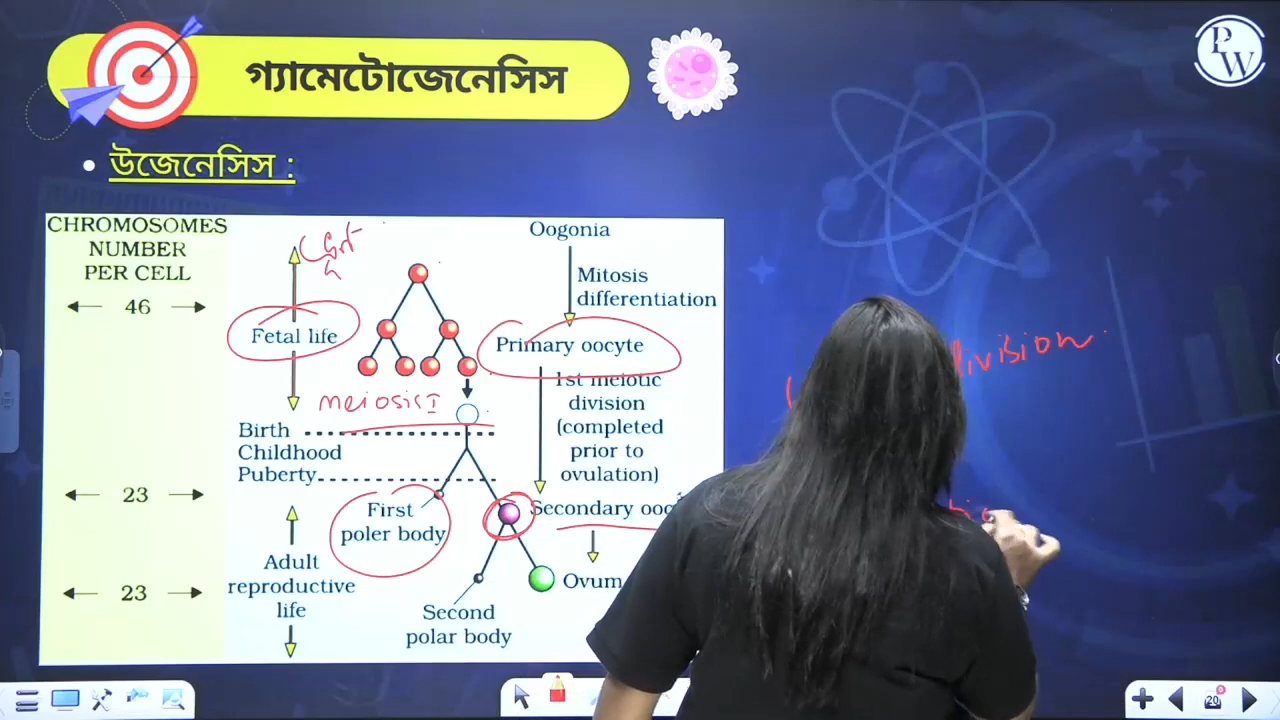 গ্যামেটোজেনেসিস
PW
• উজেনেসিস :
CHROMOSOMES
NUMBER
PER CELL
46
Fetal life
Oogonia
Mitosis
differentiation
Primary oocyte
1st meiotic
division
(completed
prior to
ovulation)
meiosis I
Birth
Childhood
Puberty
23
First
poler body
Secondary ooc
Adult
reproductive
life
23
Ovum
Second
polar body
division
20